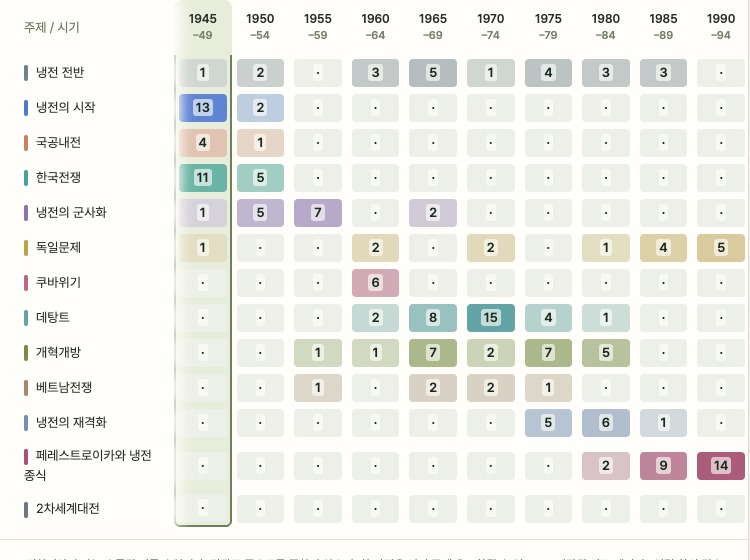 주제 / 시기 1945 1950 1955 1960 1965 1970 1975 1980 1985 1990
–49 –54 –59 –64 –69 –74 –79 –84 –89 –94
냉전 전반 1 2 · 3 5 1 4 3 3 ·
냉전의 시작 13 2 · · · · · · · ·
국공내전 4 1 · · · · · · · ·
한국전쟁 11 5 · · · · · · · ·
냉전의 군사화 1 5 7 · 2 · · · · ·
독일문제 1 · · 2 · 2 · 1 4 5
쿠바위기 · · · 6 · · · · · ·
데탕트 · · · 2 8 15 4 1 · ·
개혁개방 · · 1 1 7 2 7 5 · ·
베트남전쟁 · · 1 · 2 2 1 · · ·
냉전의 재격화 · · · · · · 5 6 1 ·
페레스트로이카와 냉전
종식 · · · · · · · 2 9 14
2차세계대전 · · · · · · · · · ·